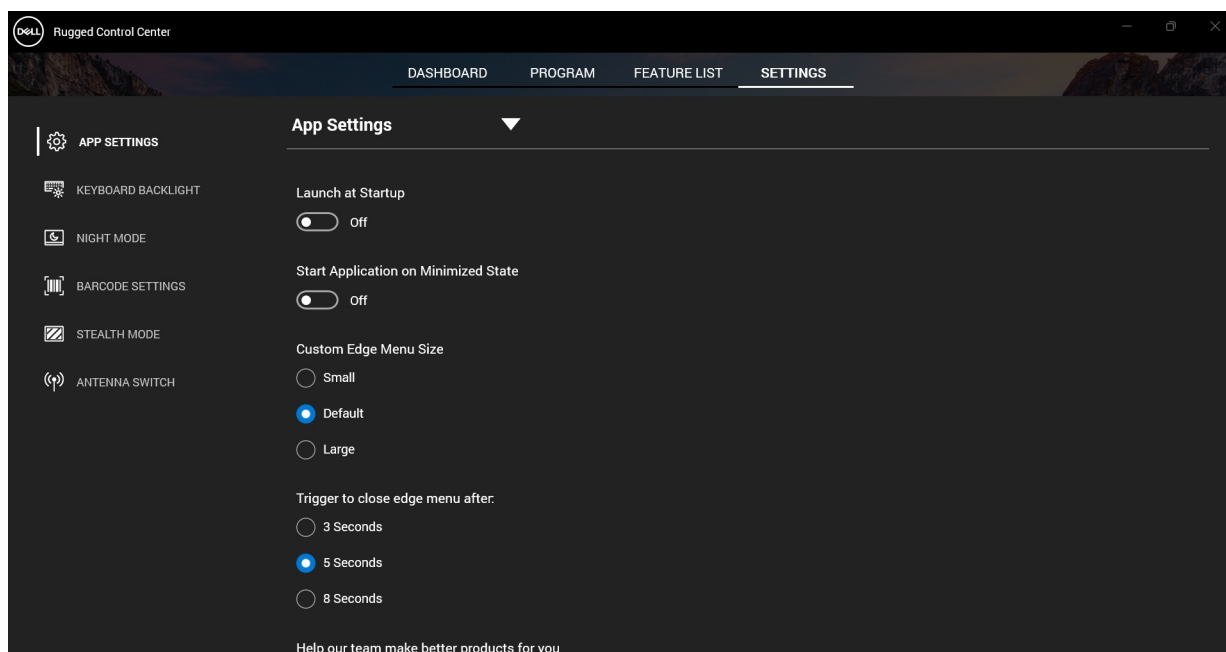 DELL
Rugged Control Center
DASHBOARD PROGRAM FEATURE LIST SETTINGS
APP SETTINGS
KEYBOARD BACKLIGHT
NIGHT MODE
BARCODE SETTINGS
STEALTH MODE
ANTENNA SWITCH
App Settings
Launch at Startup
Off
Start Application on Minimized State
Off
Custom Edge Menu Size
Small
Default
Large
Trigger to close edge menu after:
3 Seconds
5 Seconds
8 Seconds
Help our team make better products for you